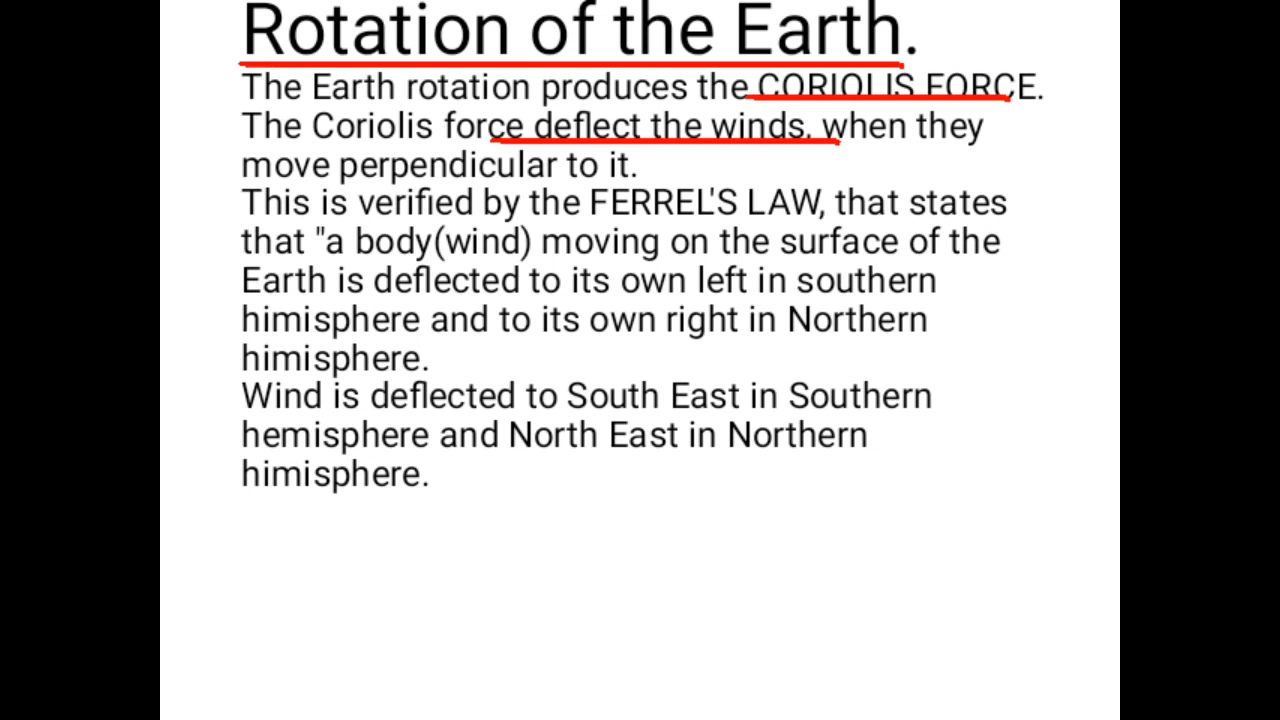 Rotation of the Earth.
The Earth rotation produces the CORIOLIS FORCE.
The Coriolis force deflect the winds. when they
move perpendicular to it.
This is verified by the FERREL'S LAW, that states
that "a body(wind) moving on the surface of the
Earth is deflected to its own left in southern
himisphere and to its own right in Northern
himisphere.
Wind is deflected to South East in Southern
hemisphere and North East in Northern
himisphere.